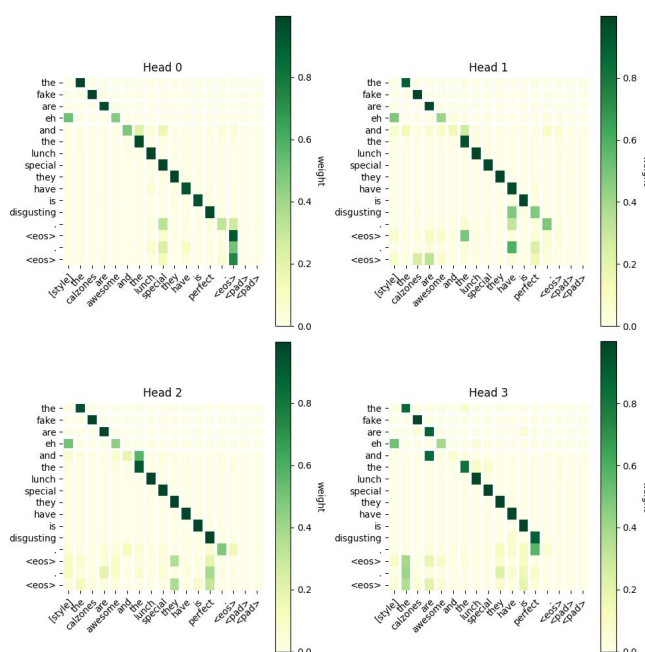 Head 0
the
fake
are
eh
and
the
lunch
special
they
have
is
disgusting
.
<eos>
.
<eos>
[style]
the
calzones
are
awesome
and
the
lunch
special
they
have
is
perfect
.
<eos>
<pad>
<pad>
0.8
0.6
0.4
0.2
0.0
weight
Head 1
the
fake
are
eh
and
the
lunch
special
they
have
is
disgusting
.
<eos>
.
<eos>
[style]
the
calzones
are
awesome
and
the
lunch
special
they
have
is
perfect
.
<eos>
<pad>
<pad>
0.8
0.6
0.4
0.2
0.0
Head 2
the
fake
are
eh
and
the
lunch
special
they
have
is
disgusting
.
<eos>
.
<eos>
[style]
the
calzones
are
awesome
and
the
lunch
special
they
have
is
perfect
.
<eos>
<pad>
<pad>
0.8
0.6
0.4
0.2
0.0
weight
Head 3
the
fake
are
eh
and
the
lunch
special
they
have
is
disgusting
.
<eos>
.
<eos>
[style]
the
calzones
are
awesome
and
the
lunch
special
they
have
is
perfect
.
<eos>
<pad>
<pad>
0.8
0.6
0.4
0.2
0.0